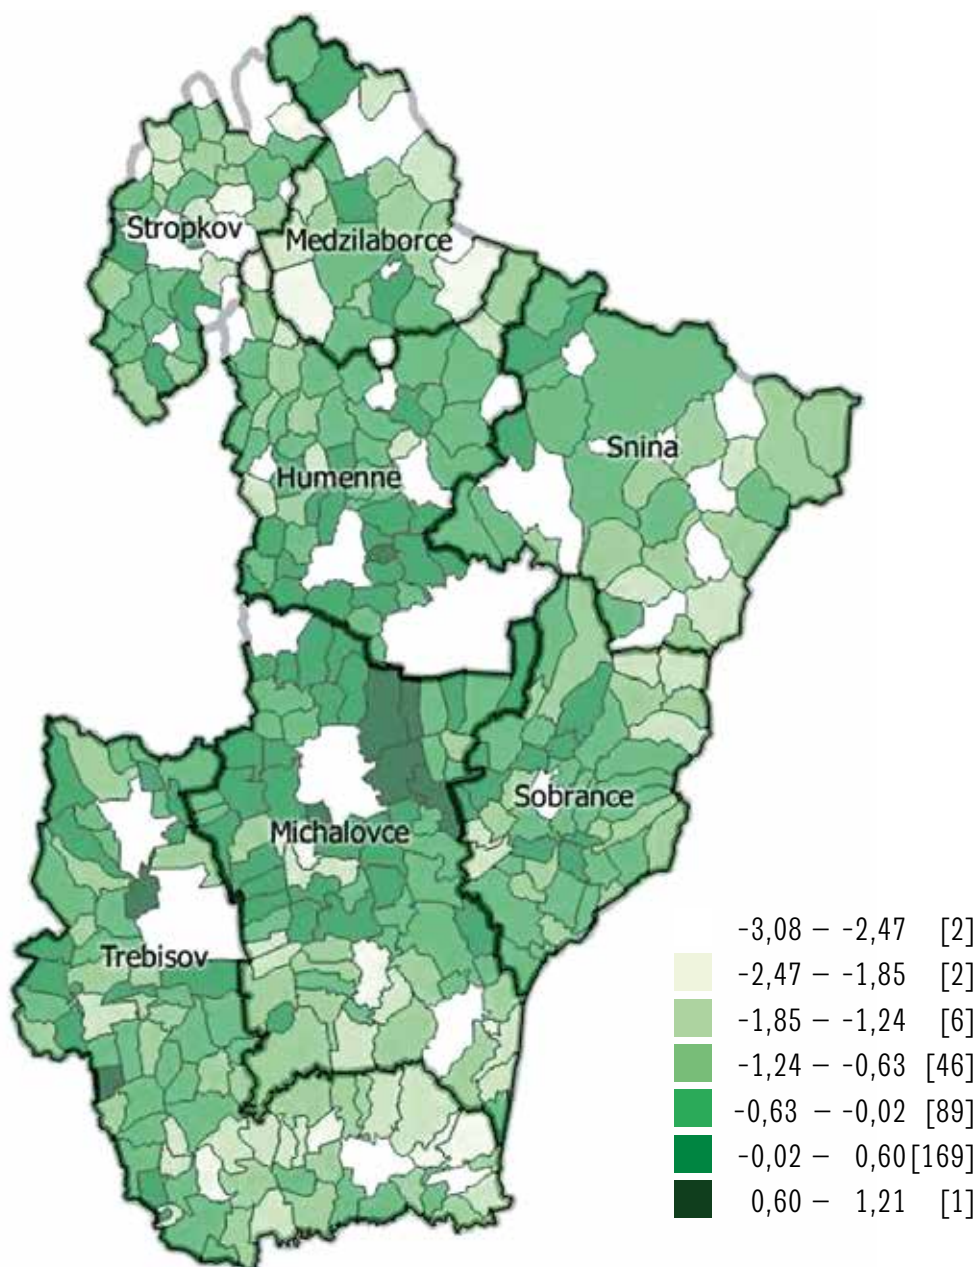 Stropkov
Medzilaborce
Snina
Humenne
Sobrance
Michalovce
Trebisov
-3,08 – -2,47 [2]
-2,47 – -1,85 [2]
-1,85 – -1,24 [6]
-1,24 – -0,63 [46]
-0,63 – -0,02 [89]
-0,02 – 0,60 [169]
0,60 – 1,21 [1]